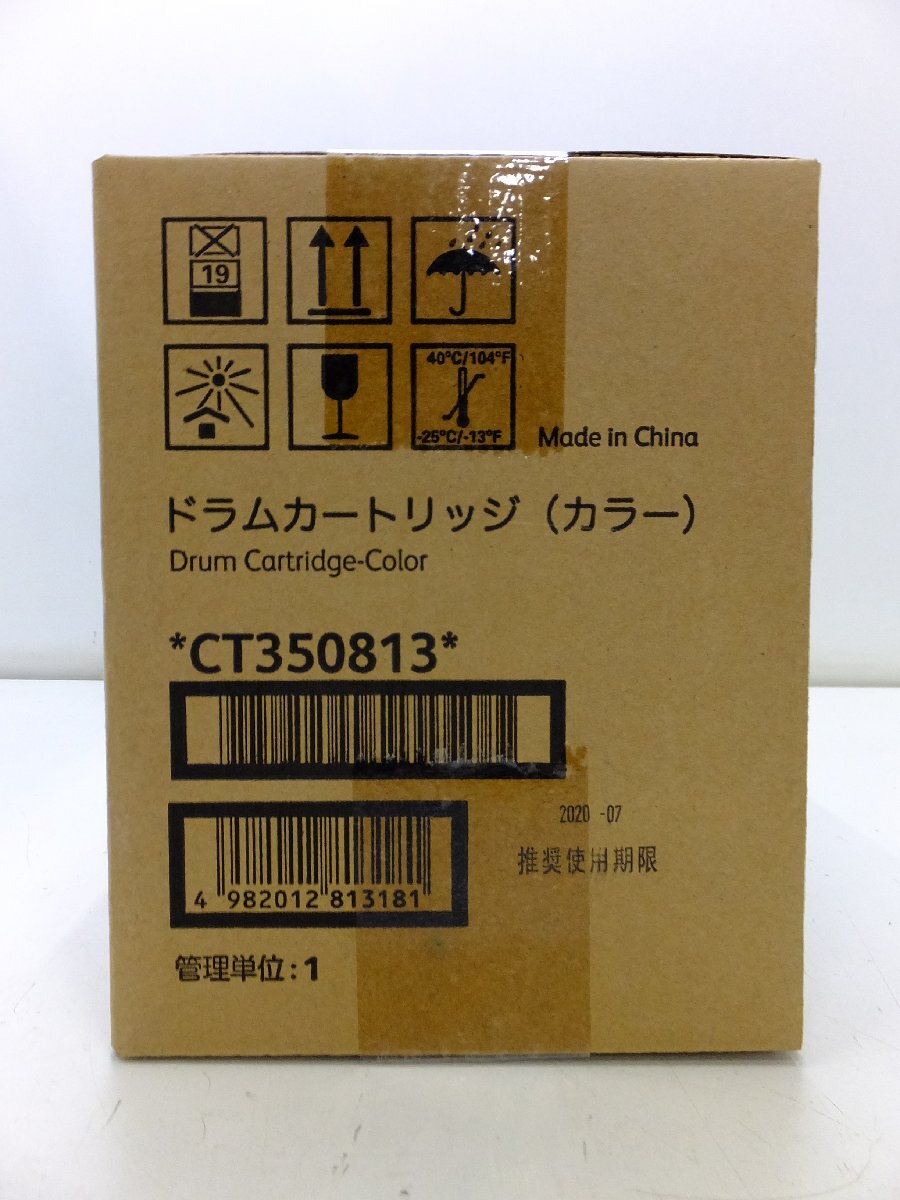 19
40°C/104°F
-25°C/-13°F
Made in China
ドラムカートリッジ（カラー）
Drum Cartridge-Color
*CT350813*
2020 -07
推奨使用期限
4 982012 813181
管理単位：1